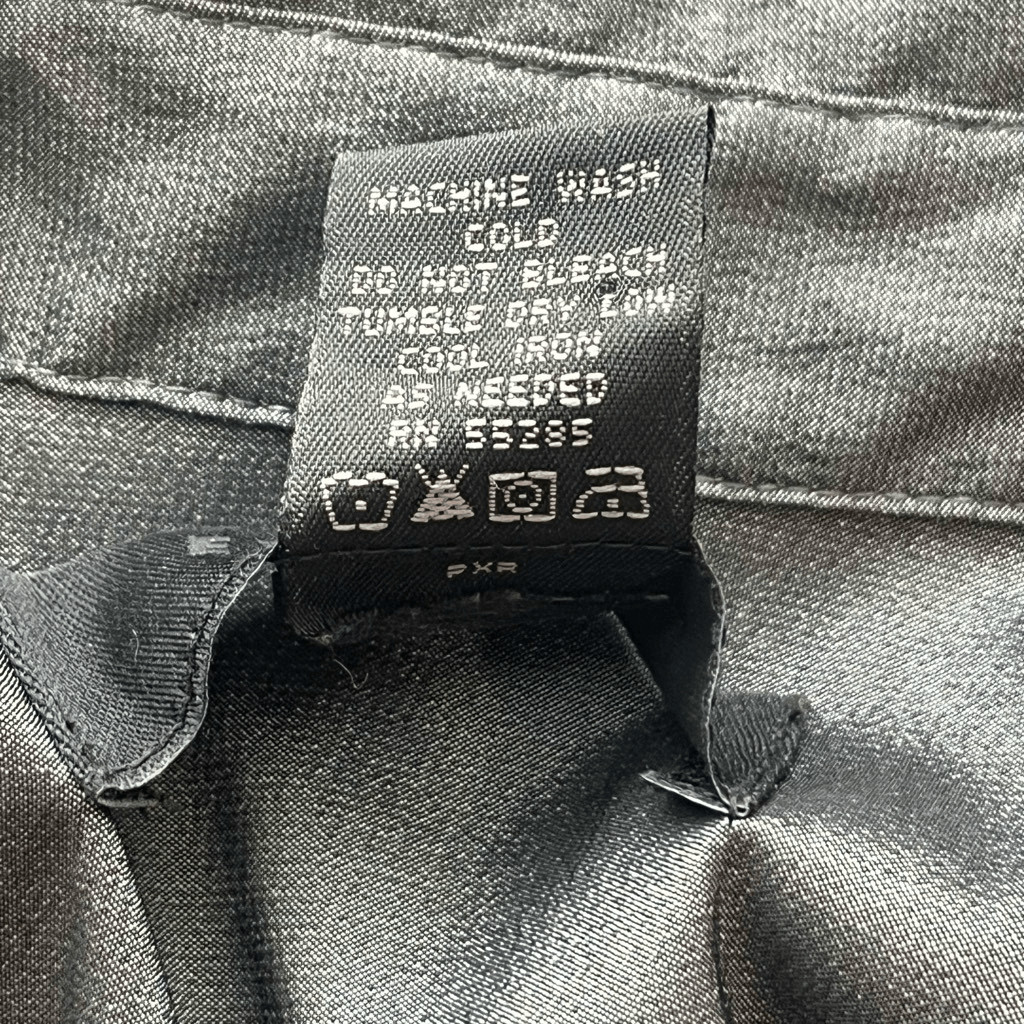 MACHINE WASH
COLD
DO NOT BLEACH
TUMBLE DRY LOW
COOL IRON
AS NEEDED
RN 55285
PXR